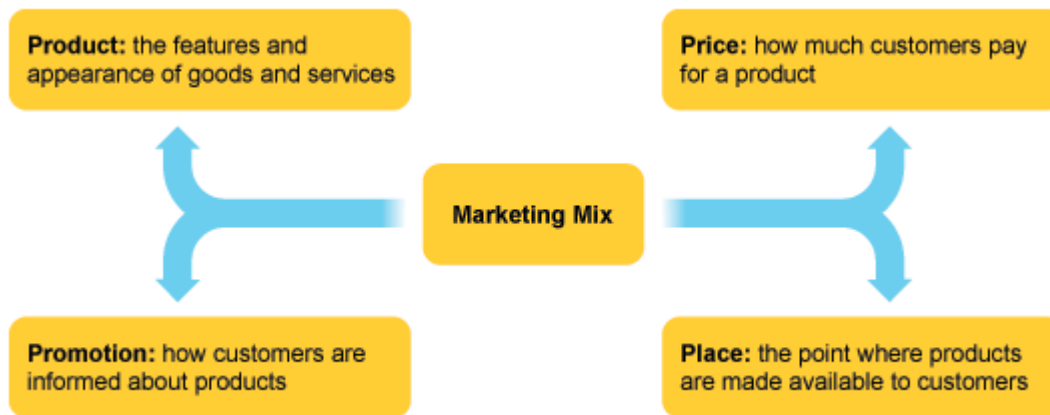 Product: the features and
appearance of goods and services
Price: how much customers pay
for a product
Marketing Mix
Promotion: how customers are
informed about products
Place: the point where products
are made available to customers